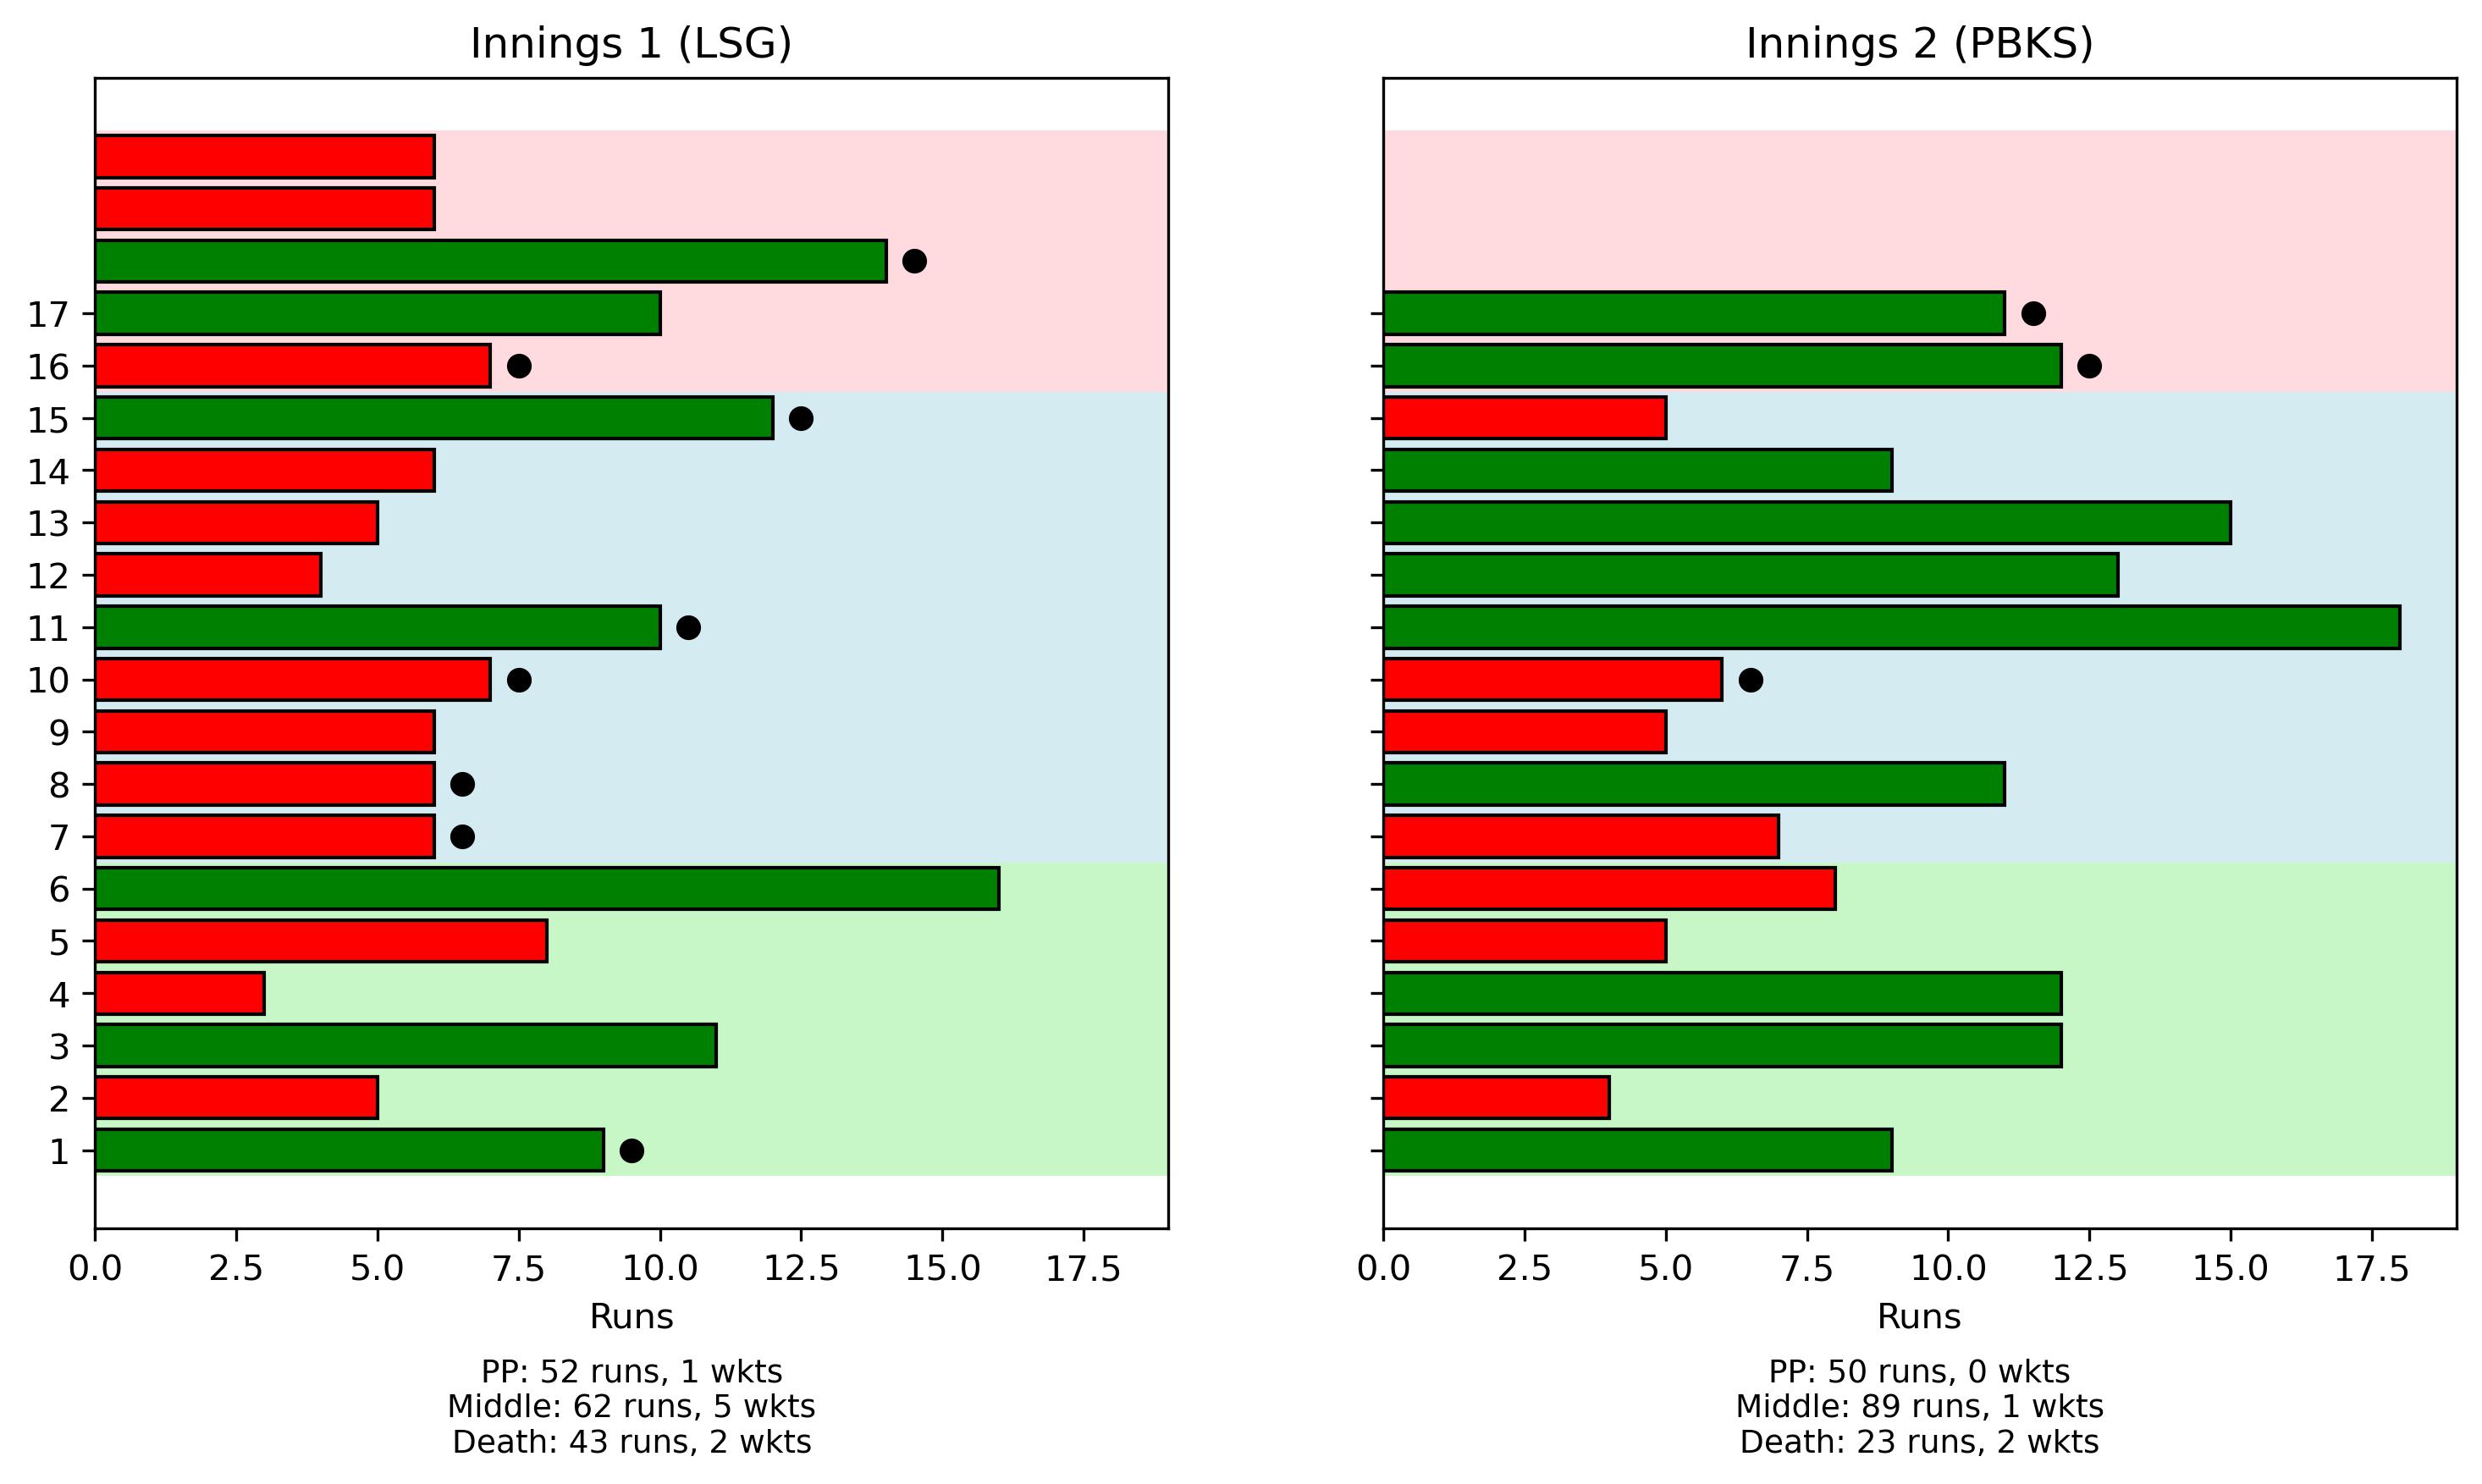 Innings 1 (LSG)
17
16
15
14
13
12
11
10
9
8
7
6
5
4
3
2
1
0.0 2.5 5.0 7.5 10.0 12.5 15.0 17.5
Runs
PP: 52 runs, 1 wkts
Middle: 62 runs, 5 wkts
Death: 43 runs, 2 wkts
Innings 2 (PBKS)
0.0 2.5 5.0 7.5 10.0 12.5 15.0 17.5
Runs
PP: 50 runs, 0 wkts
Middle: 89 runs, 1 wkts
Death: 23 runs, 2 wkts